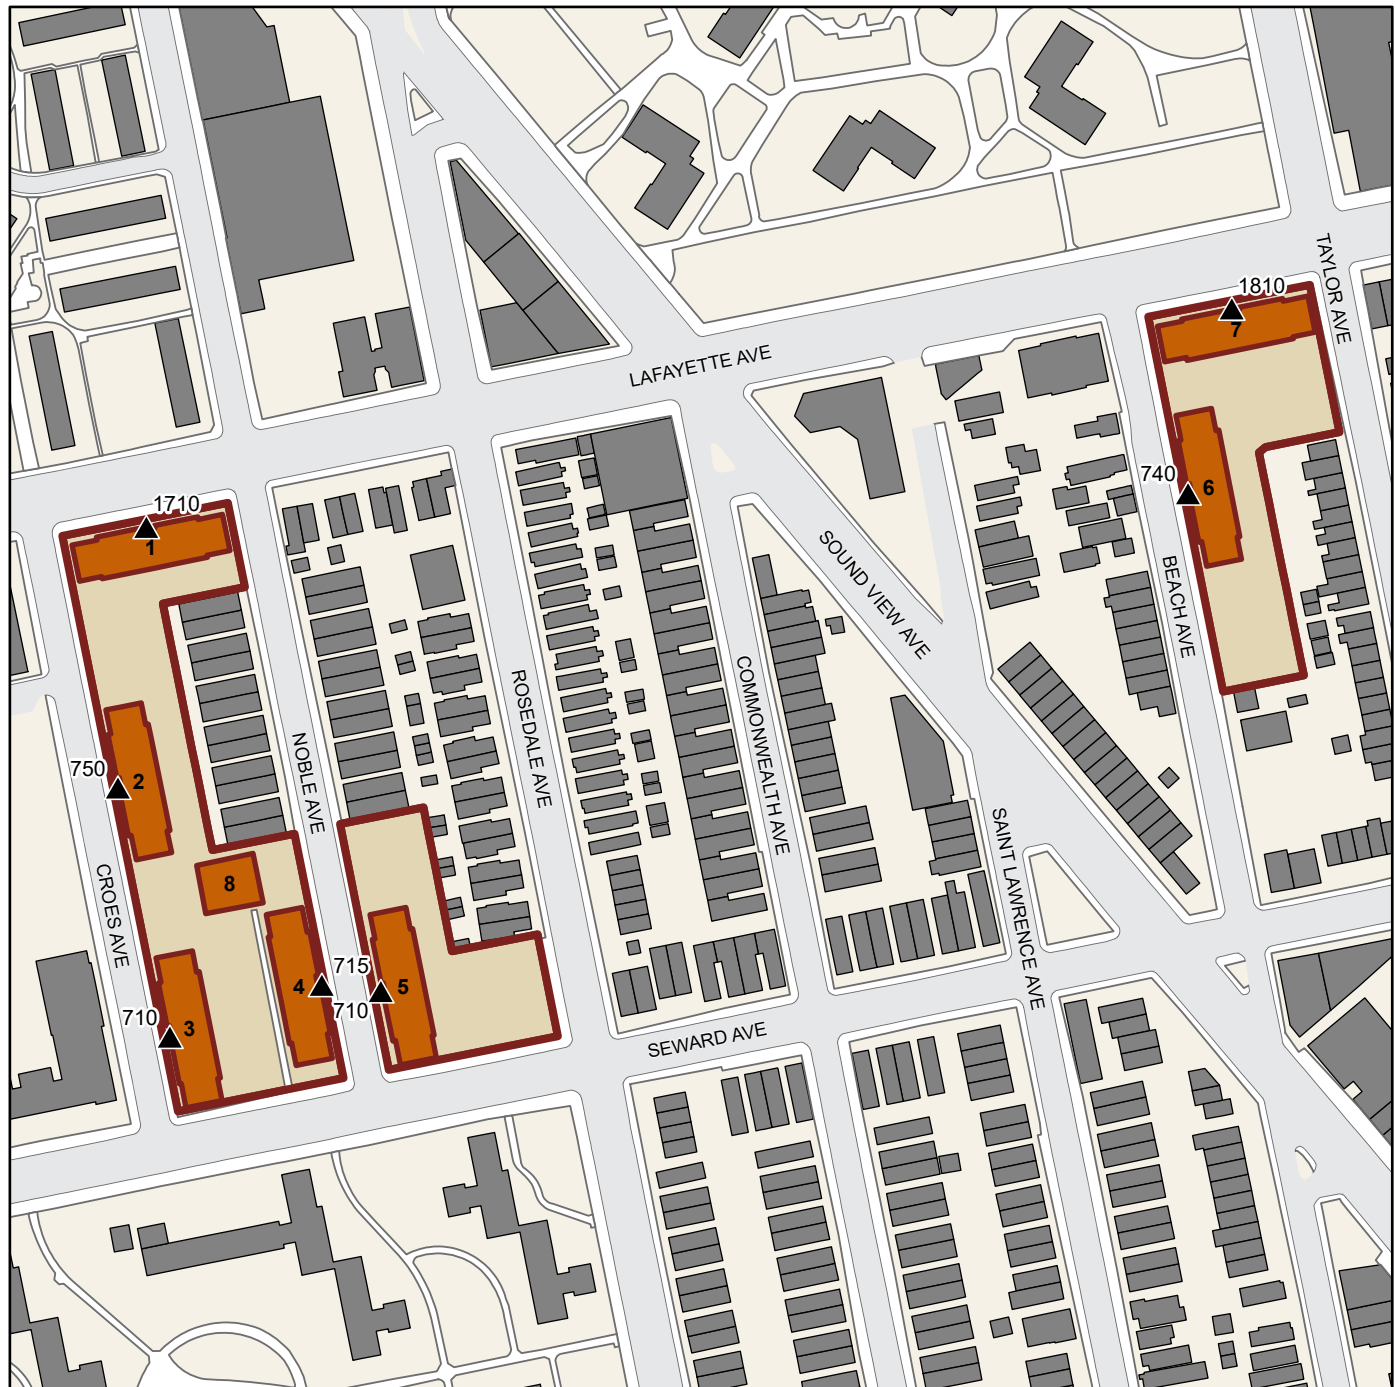 TAYLOR AVE
1810
7
LAFAYETTE AVE
740
6
1710
1
SOUND VIEW AVE
BEACH AVE
COMMONWEALTH AVE
ROSEDALE AVE
NOBLE AVE
750
2
SAINT LAWRENCE AVE
CROES AVE
8
715
4
5
710
710
3
SEWARD AVE